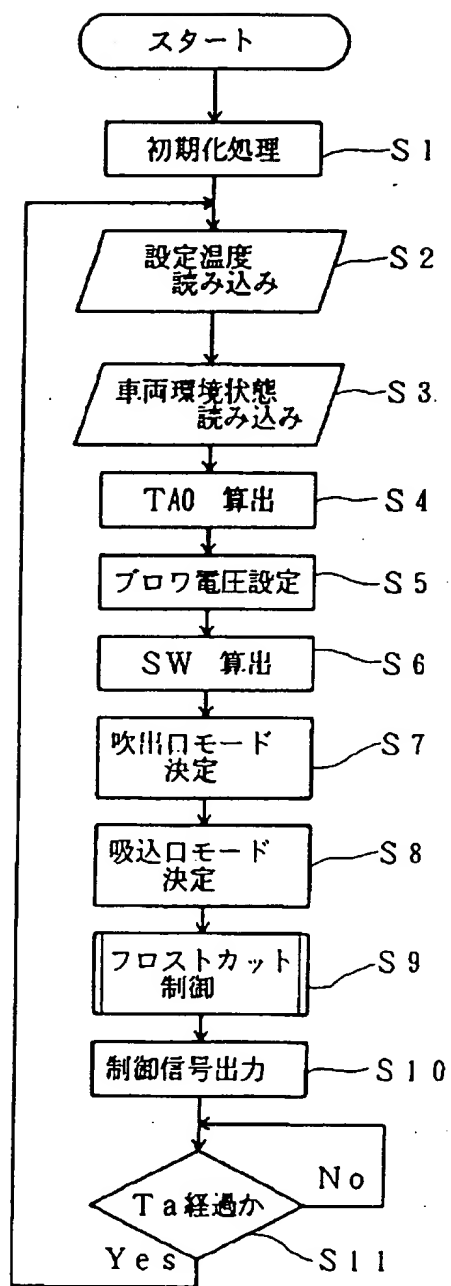 スタート
初期化処理
S1
設定温度
読み込み
S2
車両環境状態
読み込み
S3
TAO 算出
S4
ブロワ電圧設定
S5
SW 算出
S6
吹出口モード
決定
S7
吸込口モード
決定
S8
フロストカット
制御
S9
制御信号出力
S10
Ta経過か
No
Yes
S11